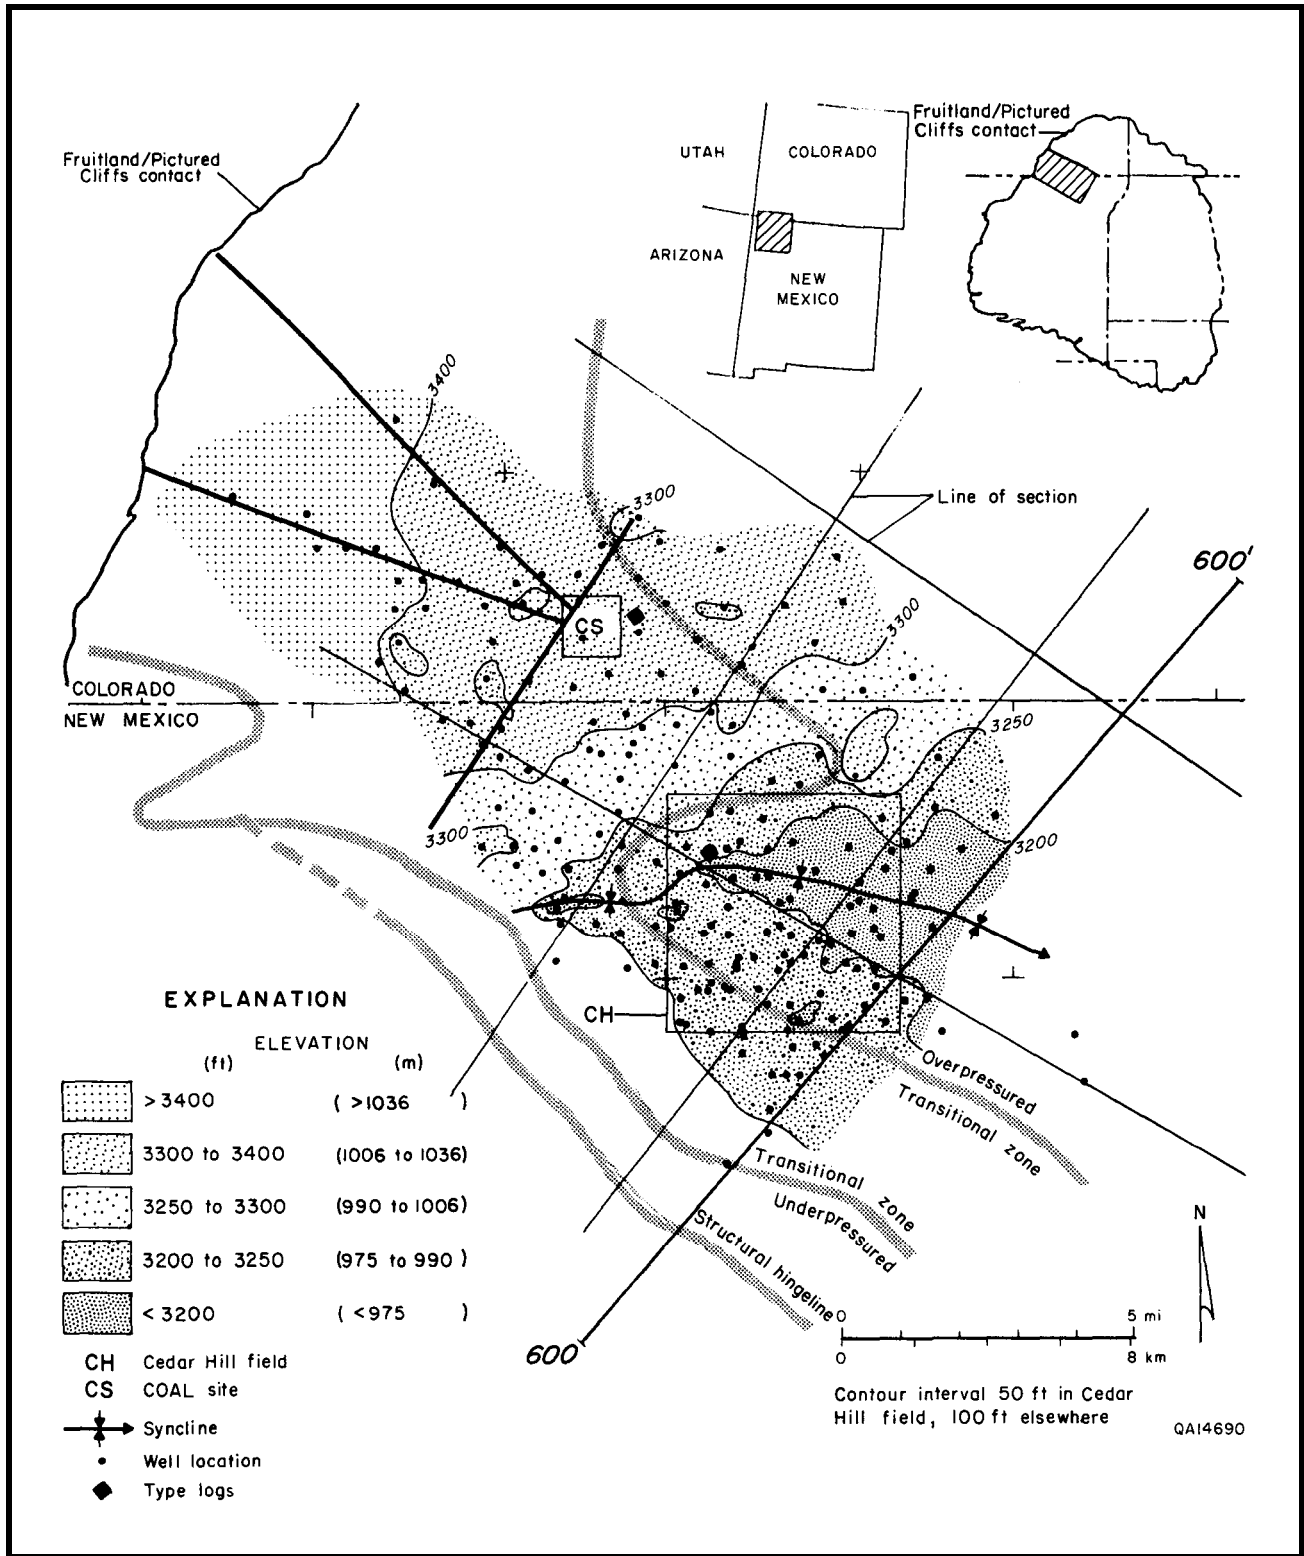 Fruitland/Pictured
Cliffs contact
UTAH
COLORADO
ARIZONA
NEW
MEXICO
Fruitland/Pictured
Cliffs contact
3400
3300
Line of section
600'
3300
CS
COLORADO
NEW MEXICO
3250
3300
3200
CH
Overpressured
Transitional zone
Transitional zone
Underpressured
Structural hingeline
600
EXPLANATION
ELEVATION
(ft) (m)
>3400 ( >1036 )
3300 to 3400 (1006 to 1036)
3250 to 3300 (990 to 1006)
3200 to 3250 (975 to 990 )
< 3200 ( <975 )
CH Cedar Hill field
CS COAL site
Syncline
Well location
Type logs
N
0 5 mi
0 8 km
Contour interval 50 ft in Cedar
Hill field, 100 ft elsewhere
QA14690